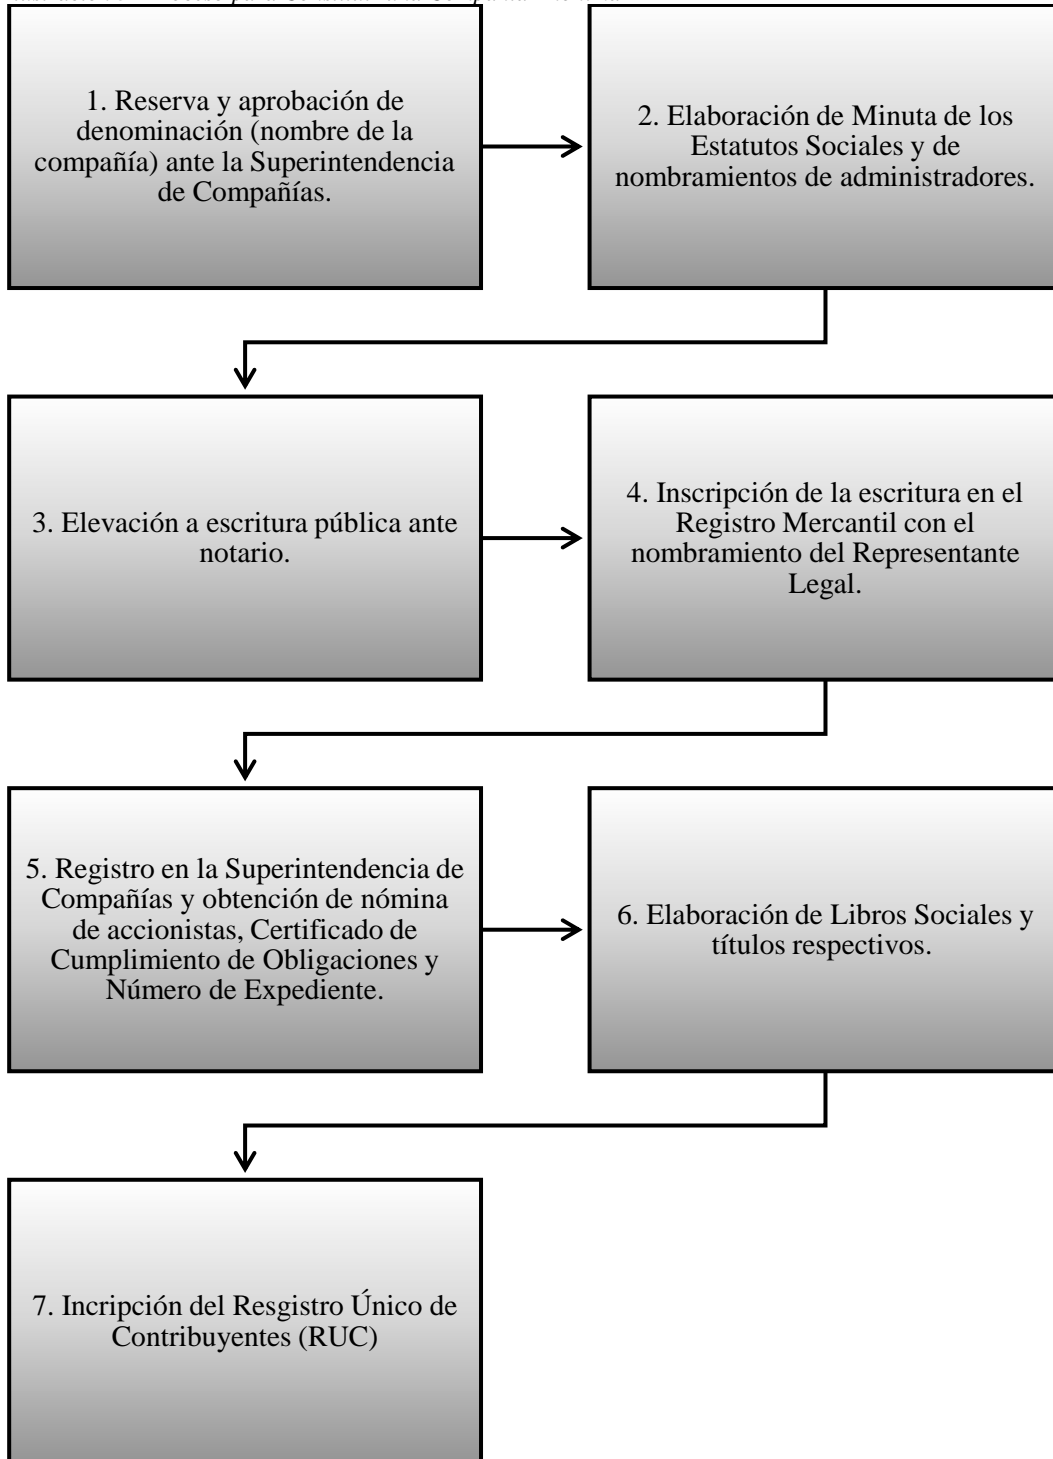 1. Reserva y aprobación de
denominación (nombre de la
compañía) ante la Superintendencia
de Compañías.
2. Elaboración de Minuta de los
Estatutos Sociales y de
nombramientos de administradores.
3. Elevación a escritura pública ante
notario.
4. Inscripción de la escritura en el
Registro Mercantil con el
nombramiento del Representante
Legal.
5. Registro en la Superintendencia de
Compañías y obtención de nómina
de accionistas, Certificado de
Cumplimiento de Obligaciones y
Número de Expediente.
6. Elaboración de Libros Sociales y
títulos respectivos.
7. Incripción del Resgistro Único de
Contribuyentes (RUC)